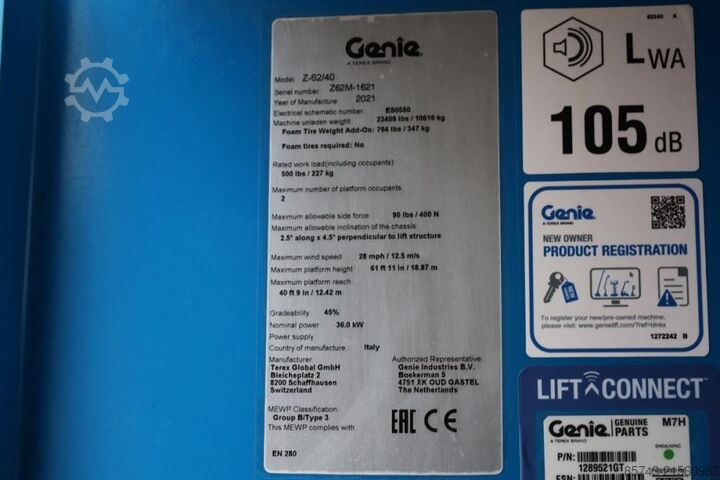 Genie
A TEREX BRAND
Model: Z-62/40
Serial number: Z62M-1621
Year of Manufacture 2021
Electrical schematic number ES0550
Machine unladen weight 23409 lbs / 10619 kg
Foam Tire Weight Add-On: 764 lbs / 347 kg
Foam tires required: No
Rated work load(including occupants)
500 lbs / 227 kg
Maximum number of platform occupants
2
Maximum allowable side force 90 lbs / 400 N
Maximum allowable inclination of the chassis:
2.5° along x 4.5° perpendicular to lift structure
Maximum wind speed 28 mph / 12.5 m/s
Maximum platform height 61 ft 11 in / 18.87 m
Maximum platform reach:
40 ft 9 in / 12.42 m
Gradeability 45%
Nominal power 36.0 kW
Power supply
Country of manufacture: Italy
Manufacturer:
Terex Global GmbH
Bleicheplatz 2
8200 Schaffhausen
Switzerland
Authorized Representative:
Genie Industries B.V.
Boekerman 5
4751 XK OUD GASTEL
The Netherlands
MEWP Classification
Group B/Type 3
This MEWP complies with
EAC CE
EN 280
82345 A
LWA
105 dB
Genie
A TEREX BRAND
NEW OWNER
PRODUCT REGISTRATION
To register your new/pre-owned machine,
please visit: www.genielift.com/?ref=terex
1272242 B
LIFT CONNECT™
Genie GENUINE PARTS M7H
A TEREX BRAND
EMEA/APAC
P/N: 1289521GT
ESN:
85749-21560983